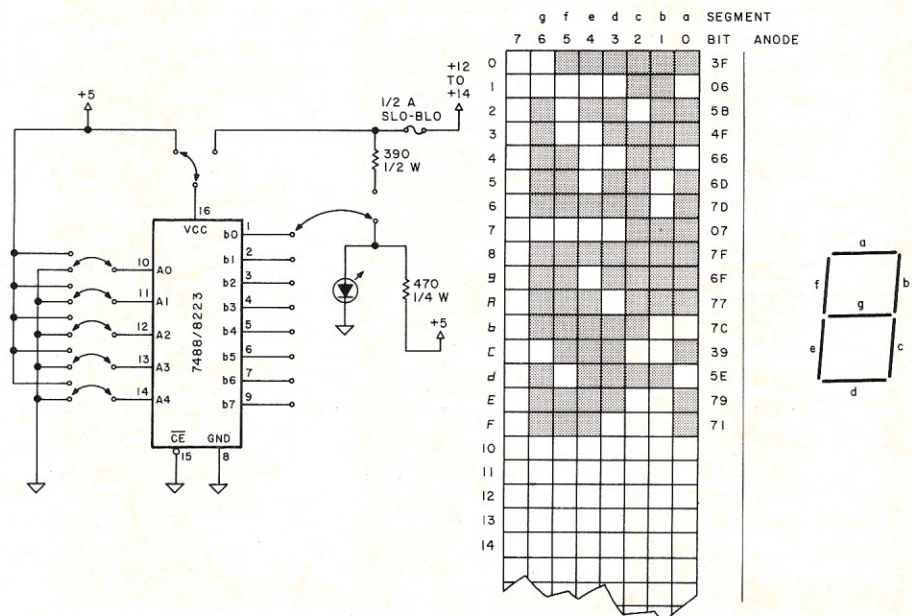 +5
+12
TO
+14
1/2 A
SLO-BLO
390
1/2 W
16
VCC
7488/8223
10 A0
11 A1
12 A2
13 A3
14 A4
b0 1
b1 2
b2 3
b3 4
b4 5
b5 6
b6 7
b7 9
CE
GND
15
8
470
1/4 W
+5
g f e d c b a SEGMENT
7 6 5 4 3 2 1 0 BIT ANODE
0 3F
1 06
2 5B
3 4F
4 66
5 6D
6 7D
7 07
8 7F
9 6F
A 77
b 7C
C 39
d 5E
E 79
F 71
10
11
12
13
14
a
f b
g
e c
d